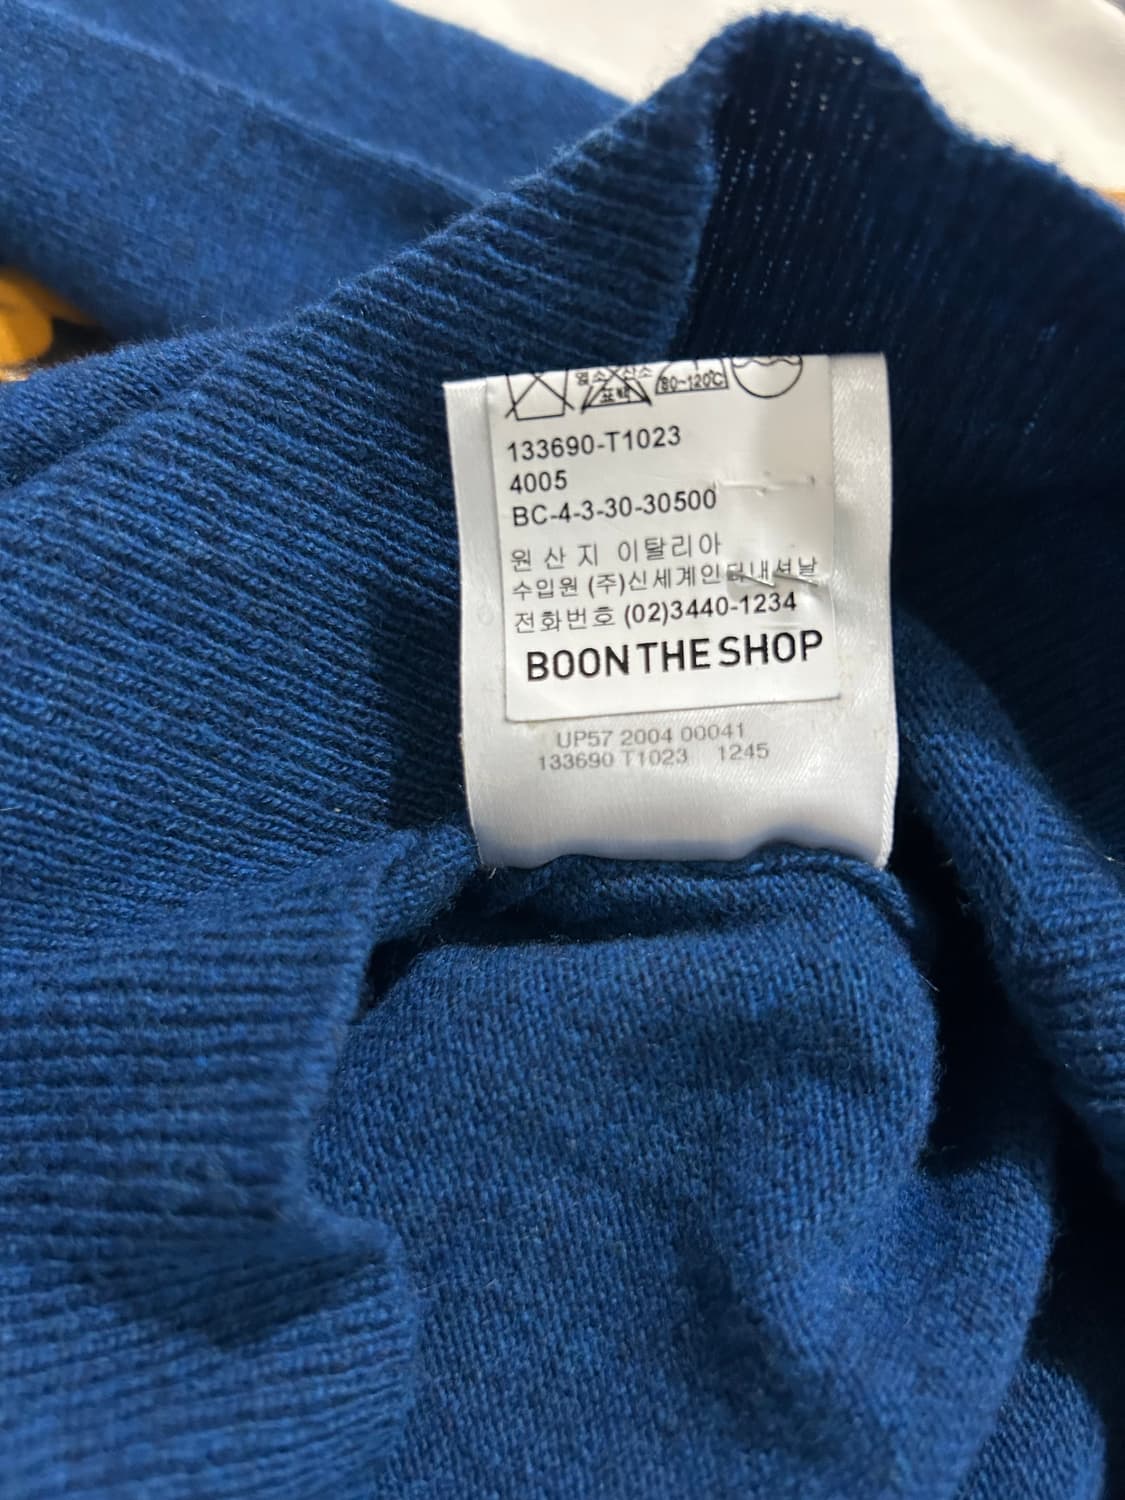 염소, 산소
표백
80~120℃
133690-T1023
4005
BC-4-3-30-30500
원산지 이탈리아
수입원 (주)신세계인터내셔날
전화번호 (02)3440-1234
BOON THE SHOP
UP57 2004 00041
133690 T1023 1245